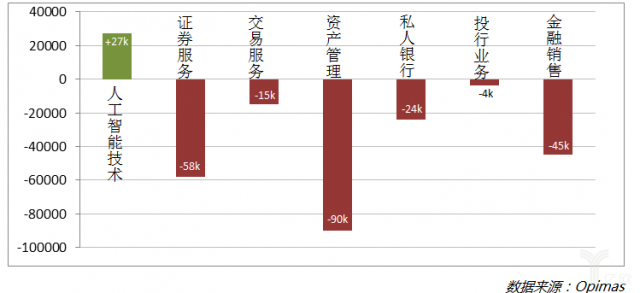 40000
20000
0
-20000
-40000
-60000
-80000
-100000
+27k
人工智能技术
证券服务
-58k
交易服务
-15k
资产管理
-90k
私人银行
-24k
投行业务
-4k
金融销售
-45k
数据来源：Opimas